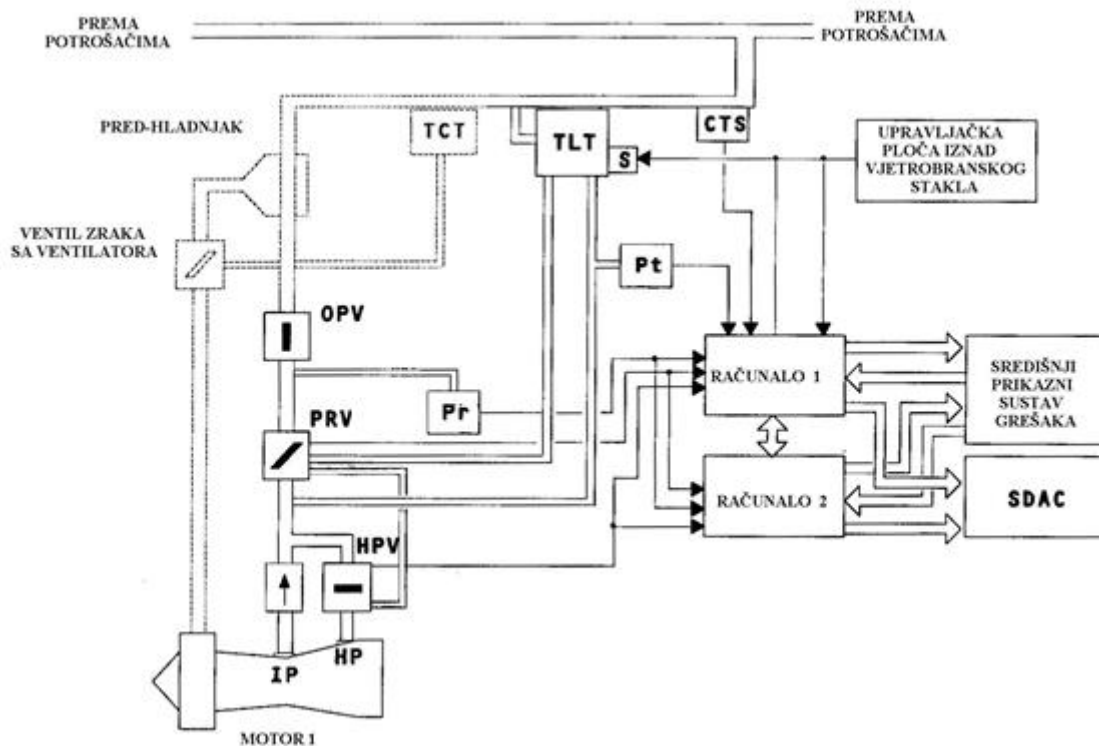 PREMA
POTROŠAČIMA
PREMA
POTROŠAČIMA
PRED-HLADNJAK
TCT
TLT
S
CTS
UPRAVLJAČKA
PLOČA IZNAD
VJETROBRANSKOG
STAKLA
VENTIL ZRAKA
SA VENTILATORA
Pt
OPV
RAČUNALO 1
SREDIŠNJI
PRIKAZNI
SUSTAV
GREŠAKA
Pr
PRV
RAČUNALO 2
SDAC
HPV
IP
HP
MOTOR 1